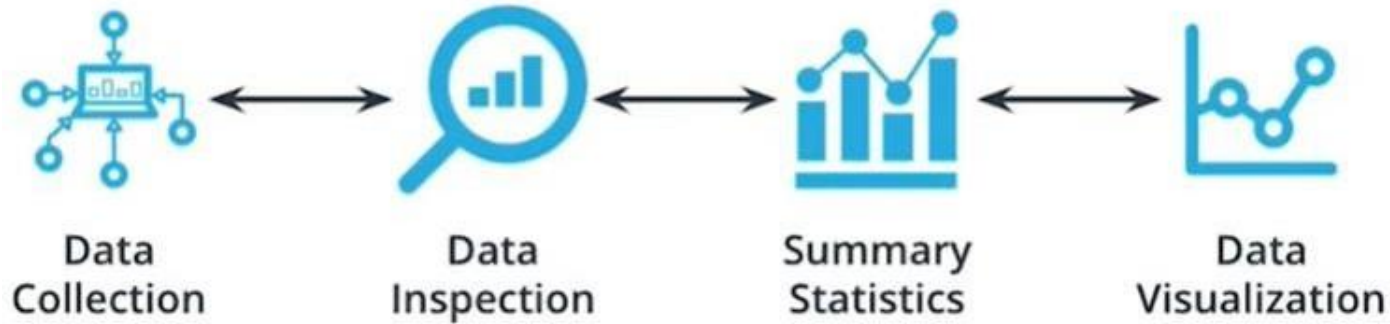 Data
Collection
Data
Inspection
Summary
Statistics
Data
Visualization